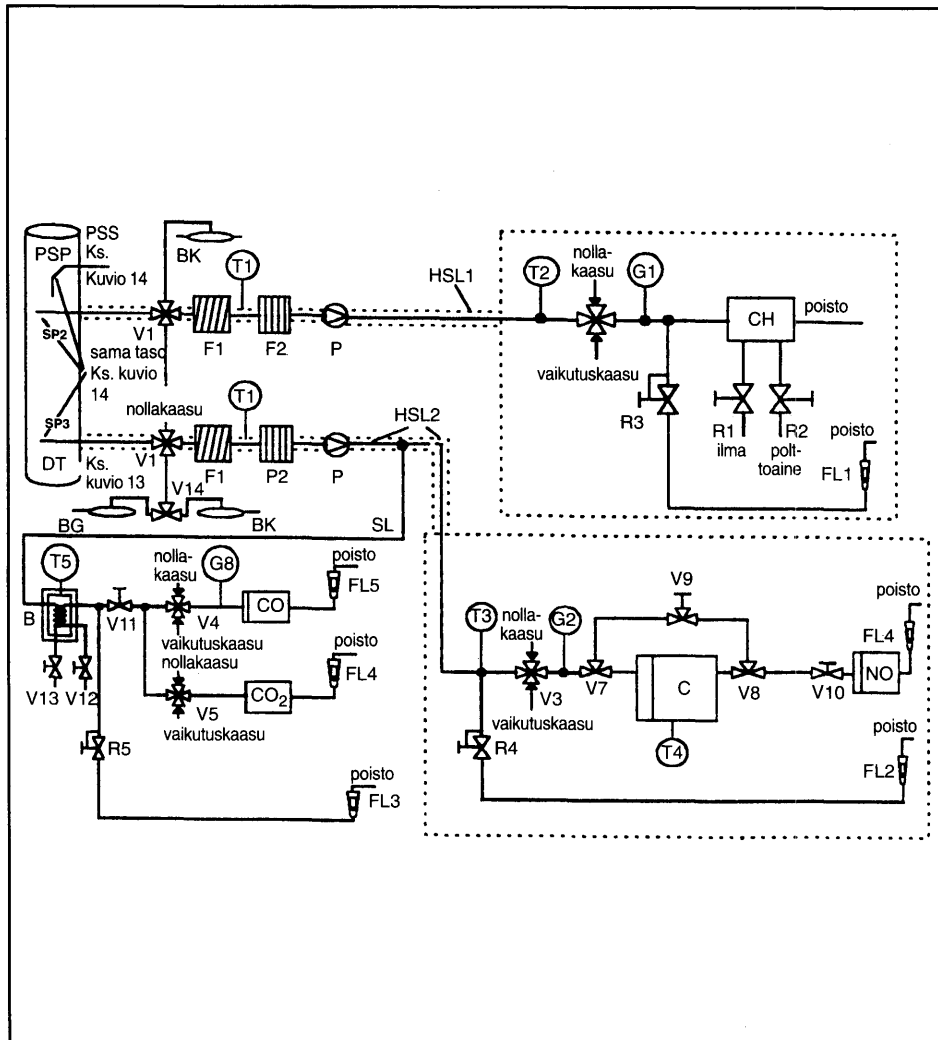 PSP
PSS
Ks.
Kuvio 14
BK
T1
HSL1
T2
nolla-
kaasu
G1
CH
poisto
SP2
V1
F1
F2
P
sama taso
Ks. kuvio
14
vaikutuskaasu
R3
R1
ilma
R2
polt-
toaine
poisto
FL1
nollakaasu
T1
HSL2
SP3
DT
Ks.
kuvio 13
V1
F1
P2
P
V14
BG
BK
SL
T5
nolla-
kaasu
G8
poisto
FL5
B
V11
V4
CO
vaikutuskaasu
nollakaasu
poisto
FL4
V13
V12
V5
CO2
vaikutuskaasu
R5
poisto
FL3
V9
T3
nolla-
kaasu
G2
poisto
FL4
V3
V7
C
V8
V10
NO
vaikutuskaasu
R4
T4
poisto
FL2